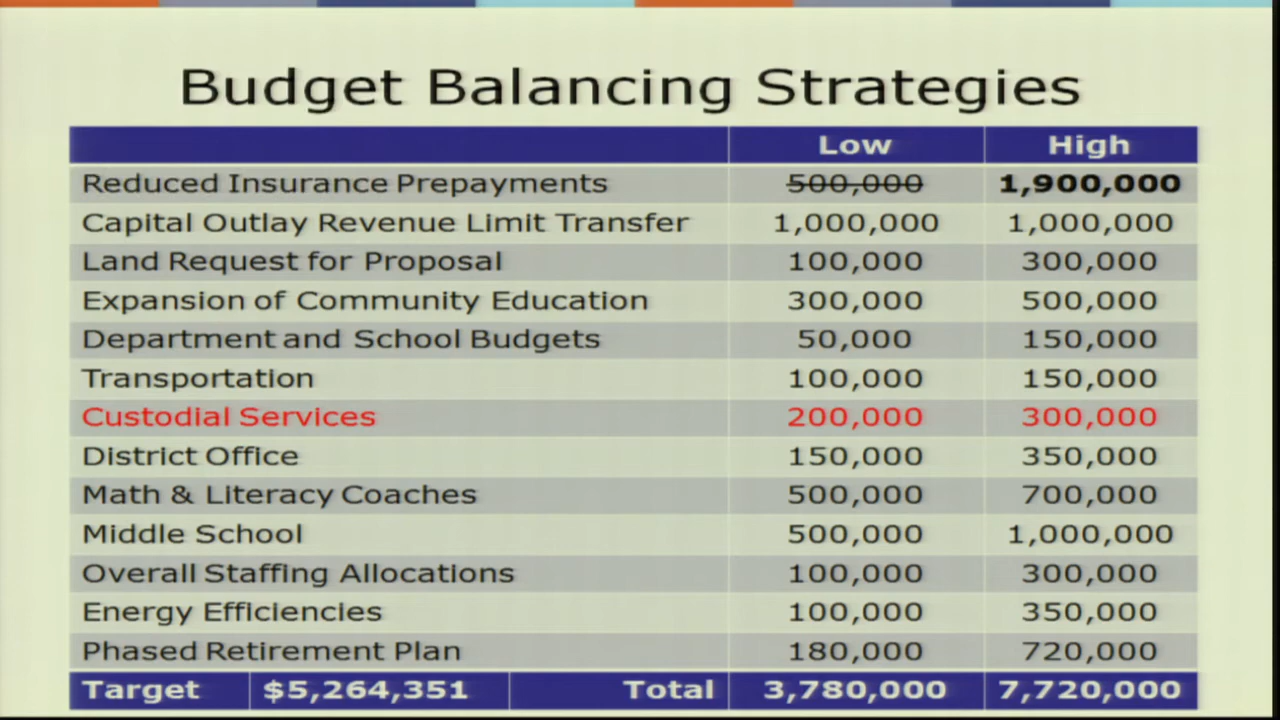 Budget Balancing Strategies
Low High
Reduced Insurance Prepayments 500,000 1,900,000
Capital Outlay Revenue Limit Transfer 1,000,000 1,000,000
Land Request for Proposal 100,000 300,000
Expansion of Community Education 300,000 500,000
Department and School Budgets 50,000 150,000
Transportation 100,000 150,000
Custodial Services 200,000 300,000
District Office 150,000 350,000
Math & Literacy Coaches 500,000 700,000
Middle School 500,000 1,000,000
Overall Staffing Allocations 100,000 300,000
Energy Efficiencies 100,000 350,000
Phased Retirement Plan 180,000 720,000
Target $5,264,351 Total 3,780,000 7,720,000